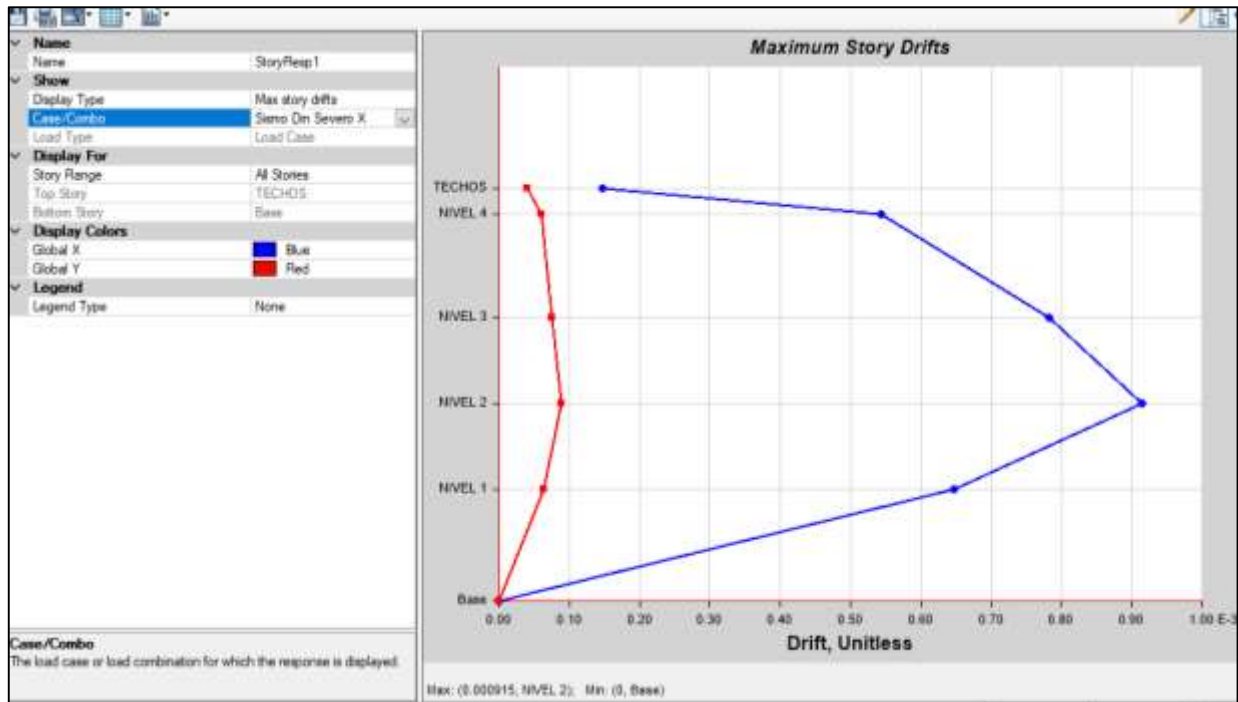 Name
Name StoryResp1
Show
Display Type Max story drifts
Case/Combo Sismo Din Severo X
Load Type Load Case
Display For
Story Range All Stories
Top Story TECHOS
Bottom Story Base
Display Colors
Global X Blue
Global Y Red
Legend
Legend Type None
Case/Combo
The load case or load combination for which the response is displayed.
Maximum Story Drifts
TECHOS
NIVEL 4
NIVEL 3
NIVEL 2
NIVEL 1
Base
0.00 0.10 0.20 0.30 0.40 0.50 0.60 0.70 0.80 0.90 1.00 E-3
Drift, Unitless
Max: (0.000915, NIVEL 2); Min: (0, Base)